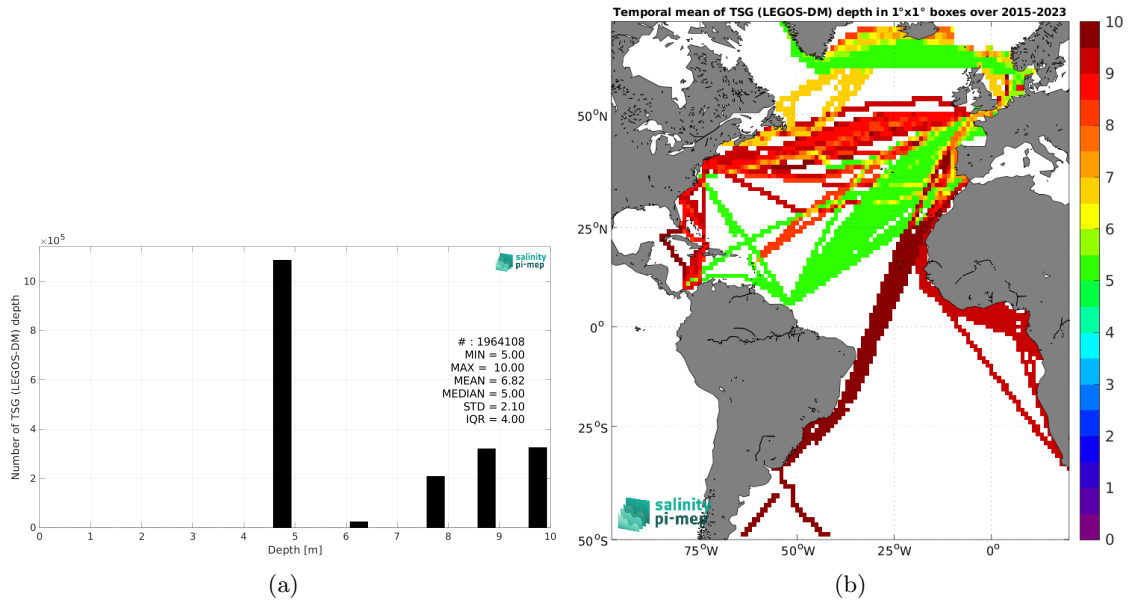 Temporal mean of TSG (LEGOS-DM) depth in 1°x1° boxes over 2015-2023
×10⁵
10
8
6
4
2
0
Number of TSG (LEGOS-DM) depth
salinity
pi-mep
# : 1964108
MIN = 5.00
MAX = 10.00
MEAN = 6.82
MEDIAN = 5.00
STD = 2.10
IQR = 4.00
0 1 2 3 4 5 6 7 8 9 10
Depth [m]
(a)
50°N
25°N
0°
25°S
50°S
75°W 50°W 25°W 0°
salinity
pi-mep
10
9
8
7
6
5
4
3
2
1
0
(b)